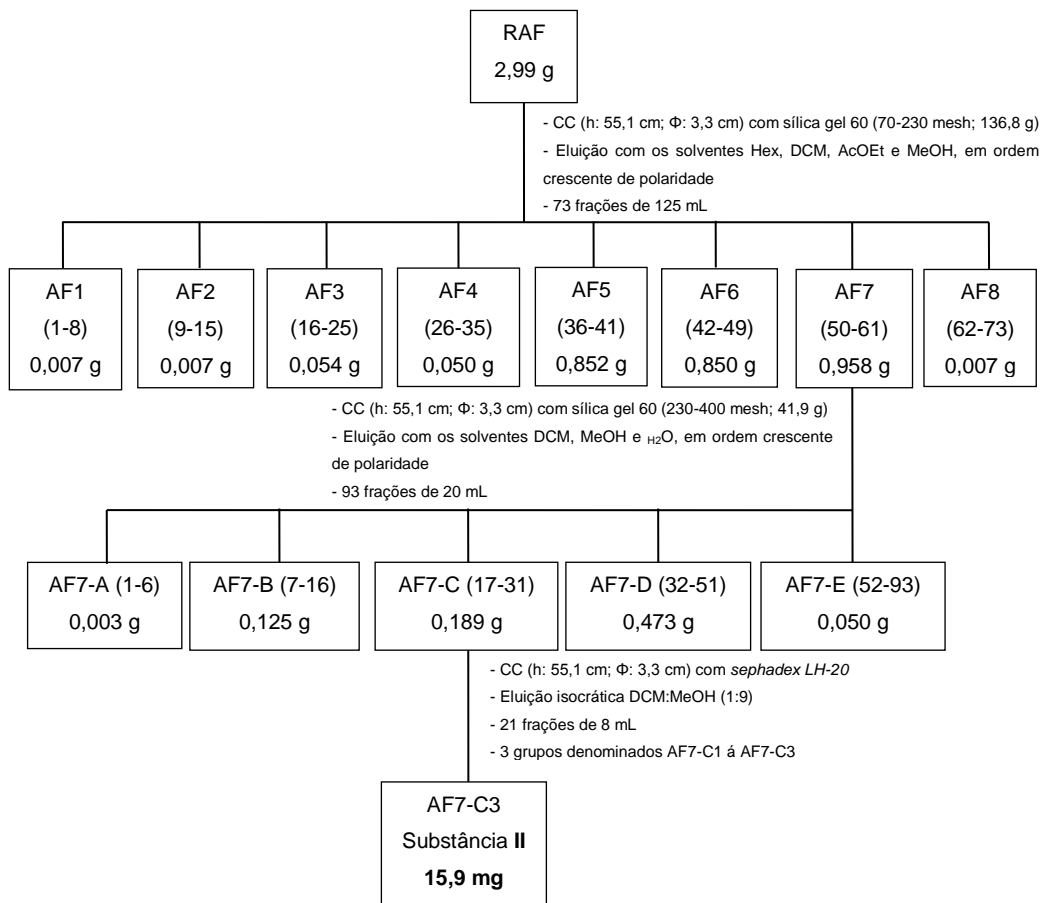 RAF
2,99 g
- CC (h: 55,1 cm; Φ: 3,3 cm) com sílica gel 60 (70-230 mesh; 136,8 g)
- Eluição com os solventes Hex, DCM, AcOEt e MeOH, em ordem
crescente de polaridade
- 73 frações de 125 mL
AF1
(1-8)
0,007 g
AF2
(9-15)
0,007 g
AF3
(16-25)
0,054 g
AF4
(26-35)
0,050 g
AF5
(36-41)
0,852 g
AF6
(42-49)
0,850 g
AF7
(50-61)
0,958 g
AF8
(62-73)
0,007 g
- CC (h: 55,1 cm; Φ: 3,3 cm) com sílica gel 60 (230-400 mesh; 41,9 g)
- Eluição com os solventes DCM, MeOH e H2O, em ordem crescente
de polaridade
- 93 frações de 20 mL
AF7-A (1-6)
0,003 g
AF7-B (7-16)
0,125 g
AF7-C (17-31)
0,189 g
AF7-D (32-51)
0,473 g
AF7-E (52-93)
0,050 g
- CC (h: 55,1 cm; Φ: 3,3 cm) com sephadex LH-20
- Eluição isocrática DCM:MeOH (1:9)
- 21 frações de 8 mL
- 3 grupos denominados AF7-C1 á AF7-C3
AF7-C3
Substância II
15,9 mg